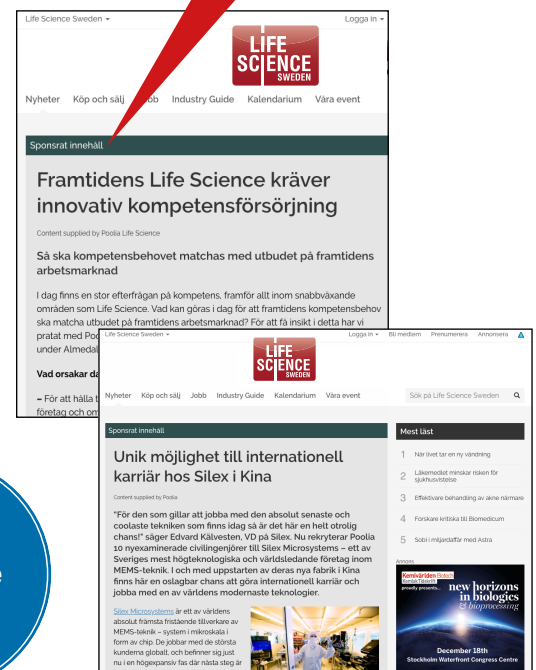 Life Science Sweden
Logga in
LIFE
SCIENCE
SWEDEN
Nyheter Köp och sälj Industry Guide Kalendarium Våra event
Sponsrat innehåll
Framtidens Life Science kräver
innovativ kompetensförsörjning
Content supplied by Poolia Life Science
Så ska kompetensbehovet matchas med utbudet på framtidens
arbetsmarknad
I dag finns en stor efterfrågan på kompetens, framför allt inom snabbväxande
områden som Life Science. Vad kan göras i dag för att framtidens kompetensbehov
ska matcha utbudet på framtidens arbetsmarknad? För att få insikt i detta har vi
pratat med
under
Vad orsakar
– För att hålla
företag och
Life Science Sweden
Logga in Bli medlem Prenumerera Annonsera
LIFE
SCIENCE
SWEDEN
Nyheter Köp och sälj Jobb Industry Guide Kalendarium Våra event
Sök på Life Science Sweden
Sponsrat innehåll
Unik möjlighet till internationell
karriär hos Silex i Kina
Content supplied by Poolia
"För den som gillar att jobba med den absolut senaste och
coolaste tekniken som finns idag så är det här en helt otrolig
chans!" säger Edvard Kälvesten, VD på Silex. Nu rekryterar Poolia
10 nyexaminerade civilingenjörer till Silex Microsystems – ett av
Sveriges mest högteknologiska och världsledande företag inom
MEMS-teknik. I och med uppstarten av deras nya fabrik i Kina
finns här en oslagbar chans att göra internationell karriär och
jobba med en av världens modernaste teknologier.
Silex Microsystems är ett av världens
absolut främsta fristående tillverkare av
MEMS-teknik – system i mikroskala i
form av chip. De jobbar med de största
kunderna globalt, och befinner sig just
nu i en högexpansiv fas där nästa steg är
Mest läst
1 När livet tar en ny vändning
2 Läkemedlet minskar risken för
sjukhusvistelse
3 Effektivare behandling av akne närmare
4 Forskare kritiska till Biomedicum
5 Sobi i miljardaffär med Astra
Annons
Kemivärlden Biotech
Kemisk Tidskrift
proudly presents...
new horizons
in biologics
& bioprocessing
December 18th
Stockholm Waterfront Congress Centre